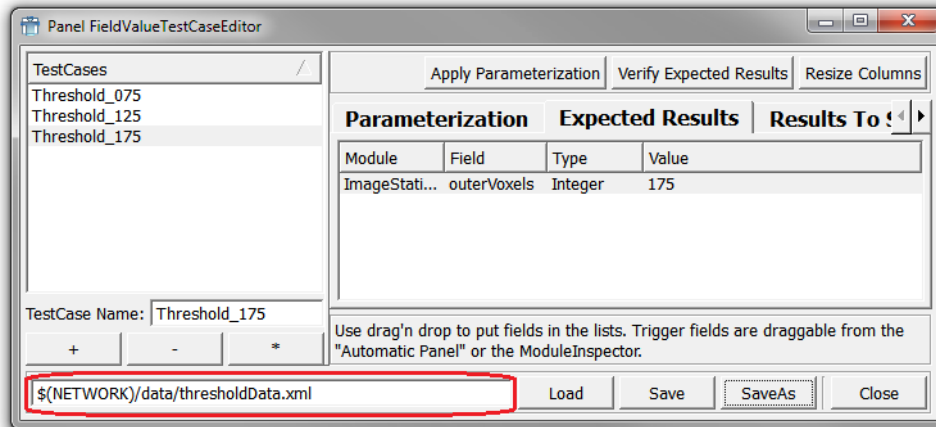 Panel FieldValueTestCaseEditor
TestCases
Threshold_075
Threshold_125
Threshold_175
TestCase Name: Threshold_175
+ - *
Apply Parameterization Verify Expected Results Resize Columns
Parameterization Expected Results Results To
Module Field Type Value
ImageStati... outerVoxels Integer 175
Use drag'n drop to put fields in the lists. Trigger fields are draggable from the
"Automatic Panel" or the ModuleInspector.
$(NETWORK)/data/thresholdData.xml Load Save SaveAs Close